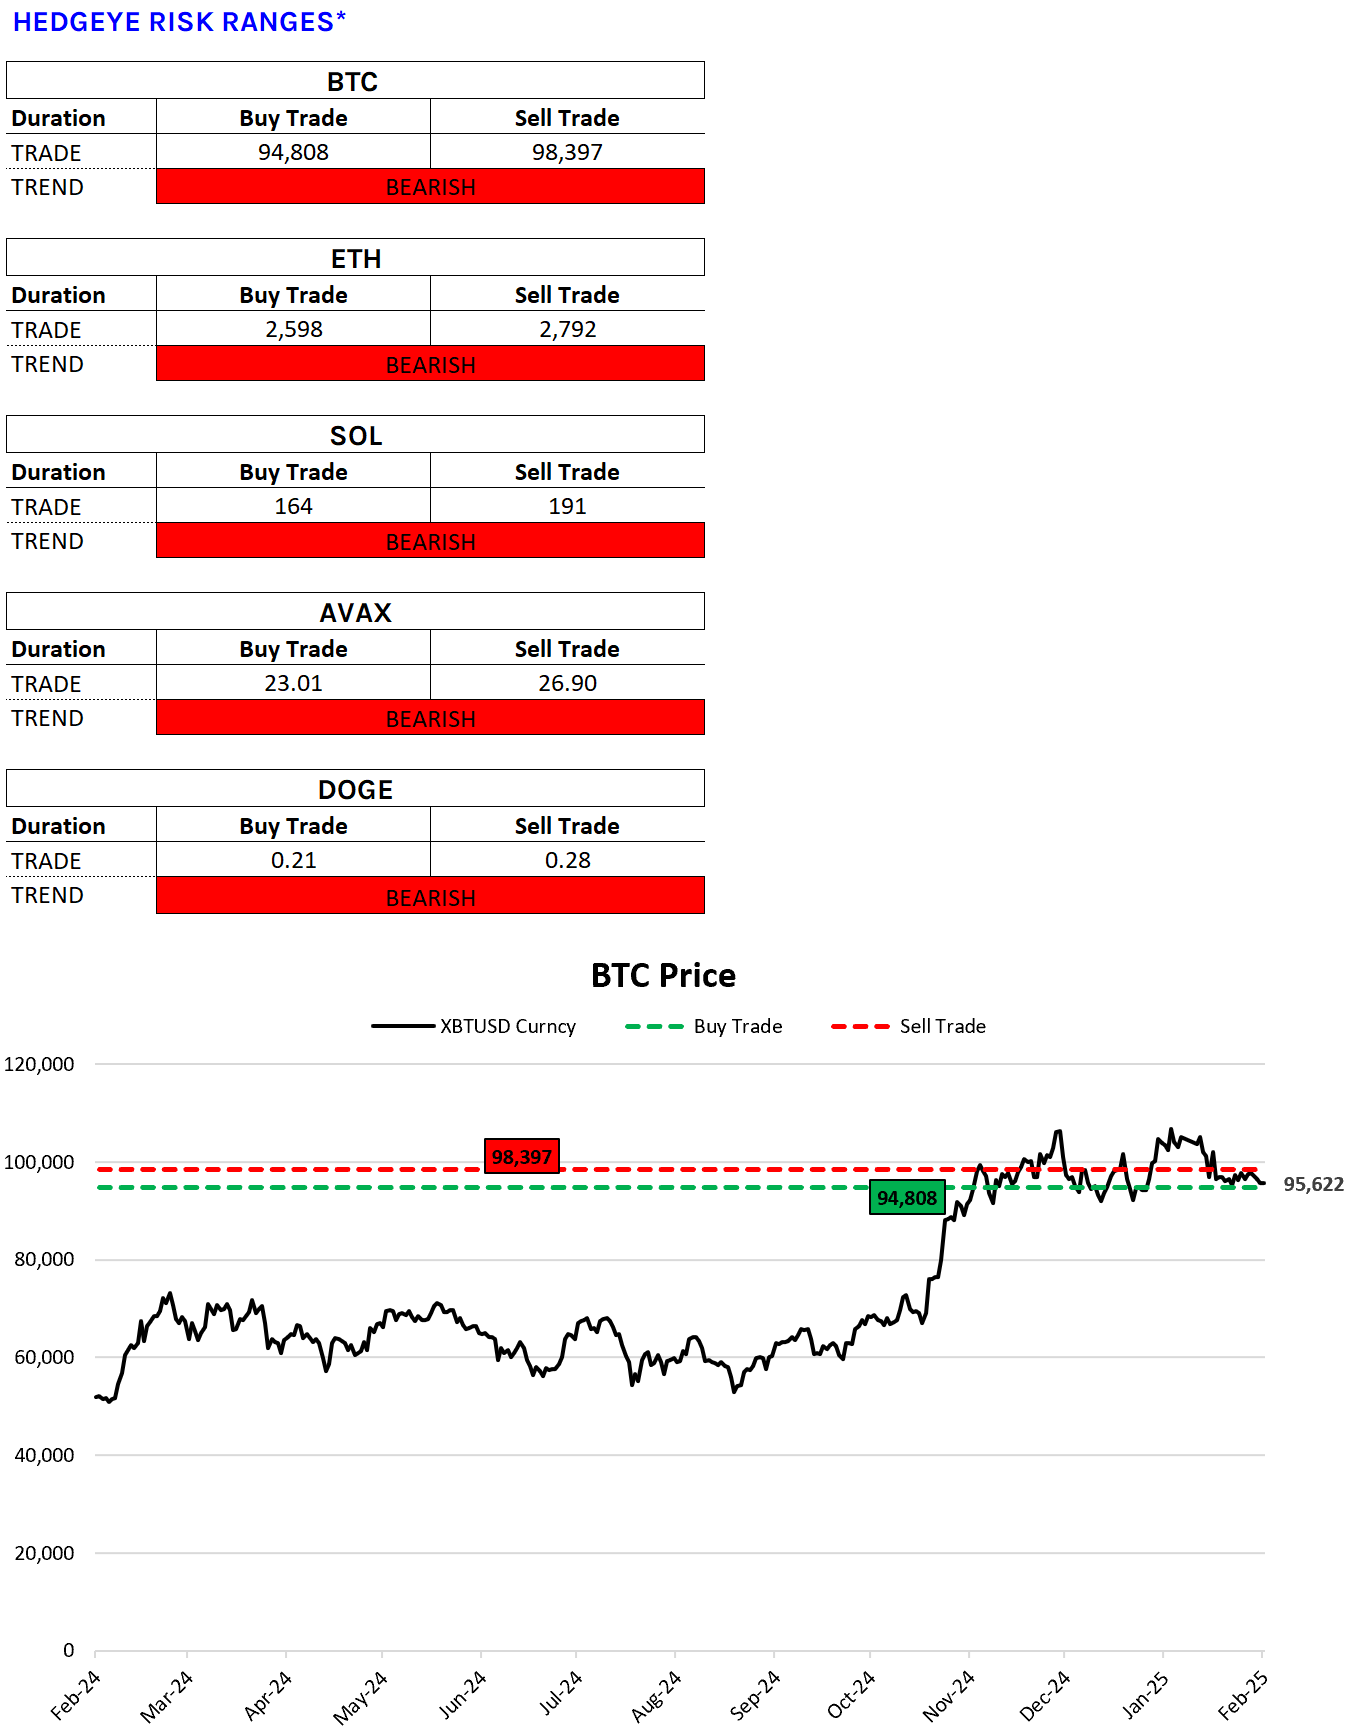 HEDGEYE RISK RANGES*
BTC
Duration Buy Trade Sell Trade
TRADE 94,808 98,397
TREND BEARISH
ETH
Duration Buy Trade Sell Trade
TRADE 2,598 2,792
TREND BEARISH
SOL
Duration Buy Trade Sell Trade
TRADE 164 191
TREND BEARISH
AVAX
Duration Buy Trade Sell Trade
TRADE 23.01 26.90
TREND BEARISH
DOGE
Duration Buy Trade Sell Trade
TRADE 0.21 0.28
TREND BEARISH
BTC Price
XBTUSD Curncy Buy Trade Sell Trade
120,000
100,000
98,397
94,808
95,622
80,000
60,000
40,000
20,000
0
Feb-24 Mar-24 Apr-24 May-24 Jun-24 Jul-24 Aug-24 Sep-24 Oct-24 Nov-24 Dec-24 Jan-25 Feb-25